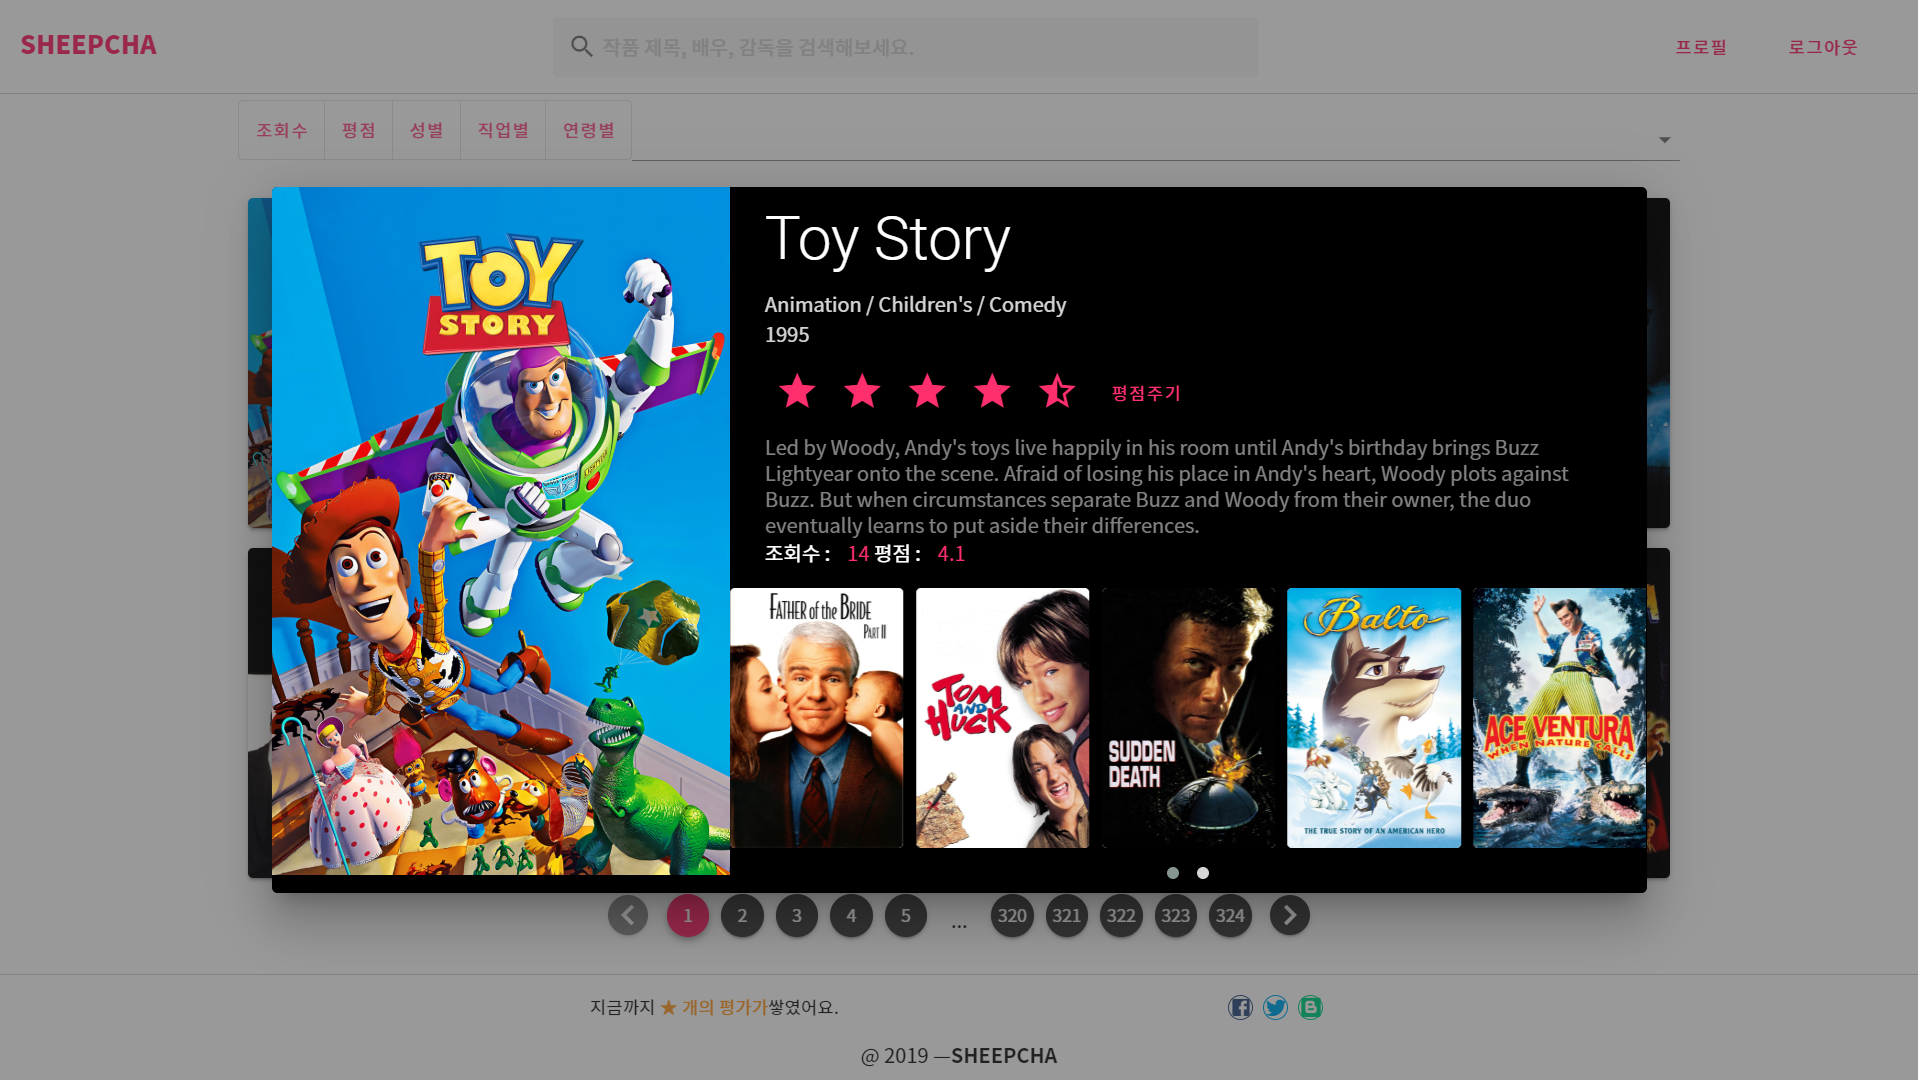 SHEEPCHA
작품 제목, 배우, 감독을 검색해보세요.
프로필
로그아웃
조회수
평점
성별
직업별
연령별
TOY
STORY
Toy Story
Animation / Children's / Comedy
1995
평점주기
Led by Woody, Andy's toys live happily in his room until Andy's birthday brings Buzz
Lightyear onto the scene. Afraid of losing his place in Andy's heart, Woody plots against
Buzz. But when circumstances separate Buzz and Woody from their owner, the duo
eventually learns to put aside their differences.
조회수 : 14 평점 : 4.1
FATHER of the BRIDE
PART II
TOM
AND
HUCK
SUDDEN
DEATH
Balto
THE TRUE STORY OF AN AMERICAN HERO
ACE VENTURA
WHEN NATURE CALLS
1
2
3
4
5
...
320
321
322
323
324
지금까지 ★ 개의 평가가쌓였어요.
@ 2019 —SHEEPCHA